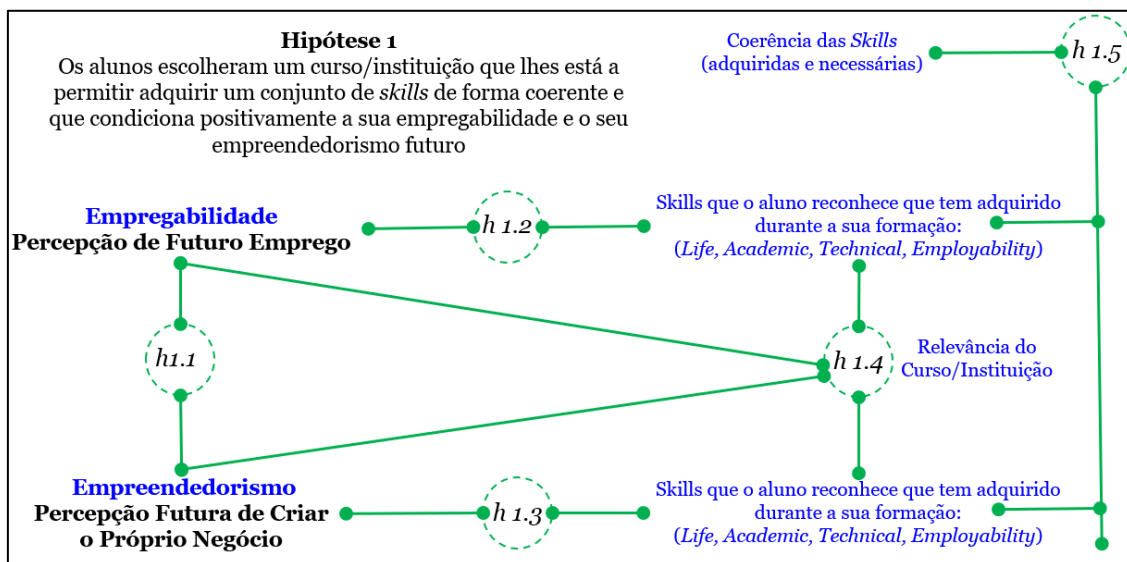 Hipótese 1
Os alunos escolheram um curso/instituição que lhes está a
permitir adquirir um conjunto de skills de forma coerente e
que condiciona positivamente a sua empregabilidade e o seu
empreendedorismo futuro
Coerência das Skills
(adquiridas e necessárias)
h 1.5
Empregabilidade
Percepção de Futuro Emprego
h 1.2
Skills que o aluno reconhece que tem adquirido
durante a sua formação:
(Life, Academic, Technical, Employability)
h1.1
h 1.4
Relevância do
Curso/Instituição
Empreendedorismo
Percepção Futura de Criar
o Próprio Negócio
h 1.3
Skills que o aluno reconhece que tem adquirido
durante a sua formação:
(Life, Academic, Technical, Employability)